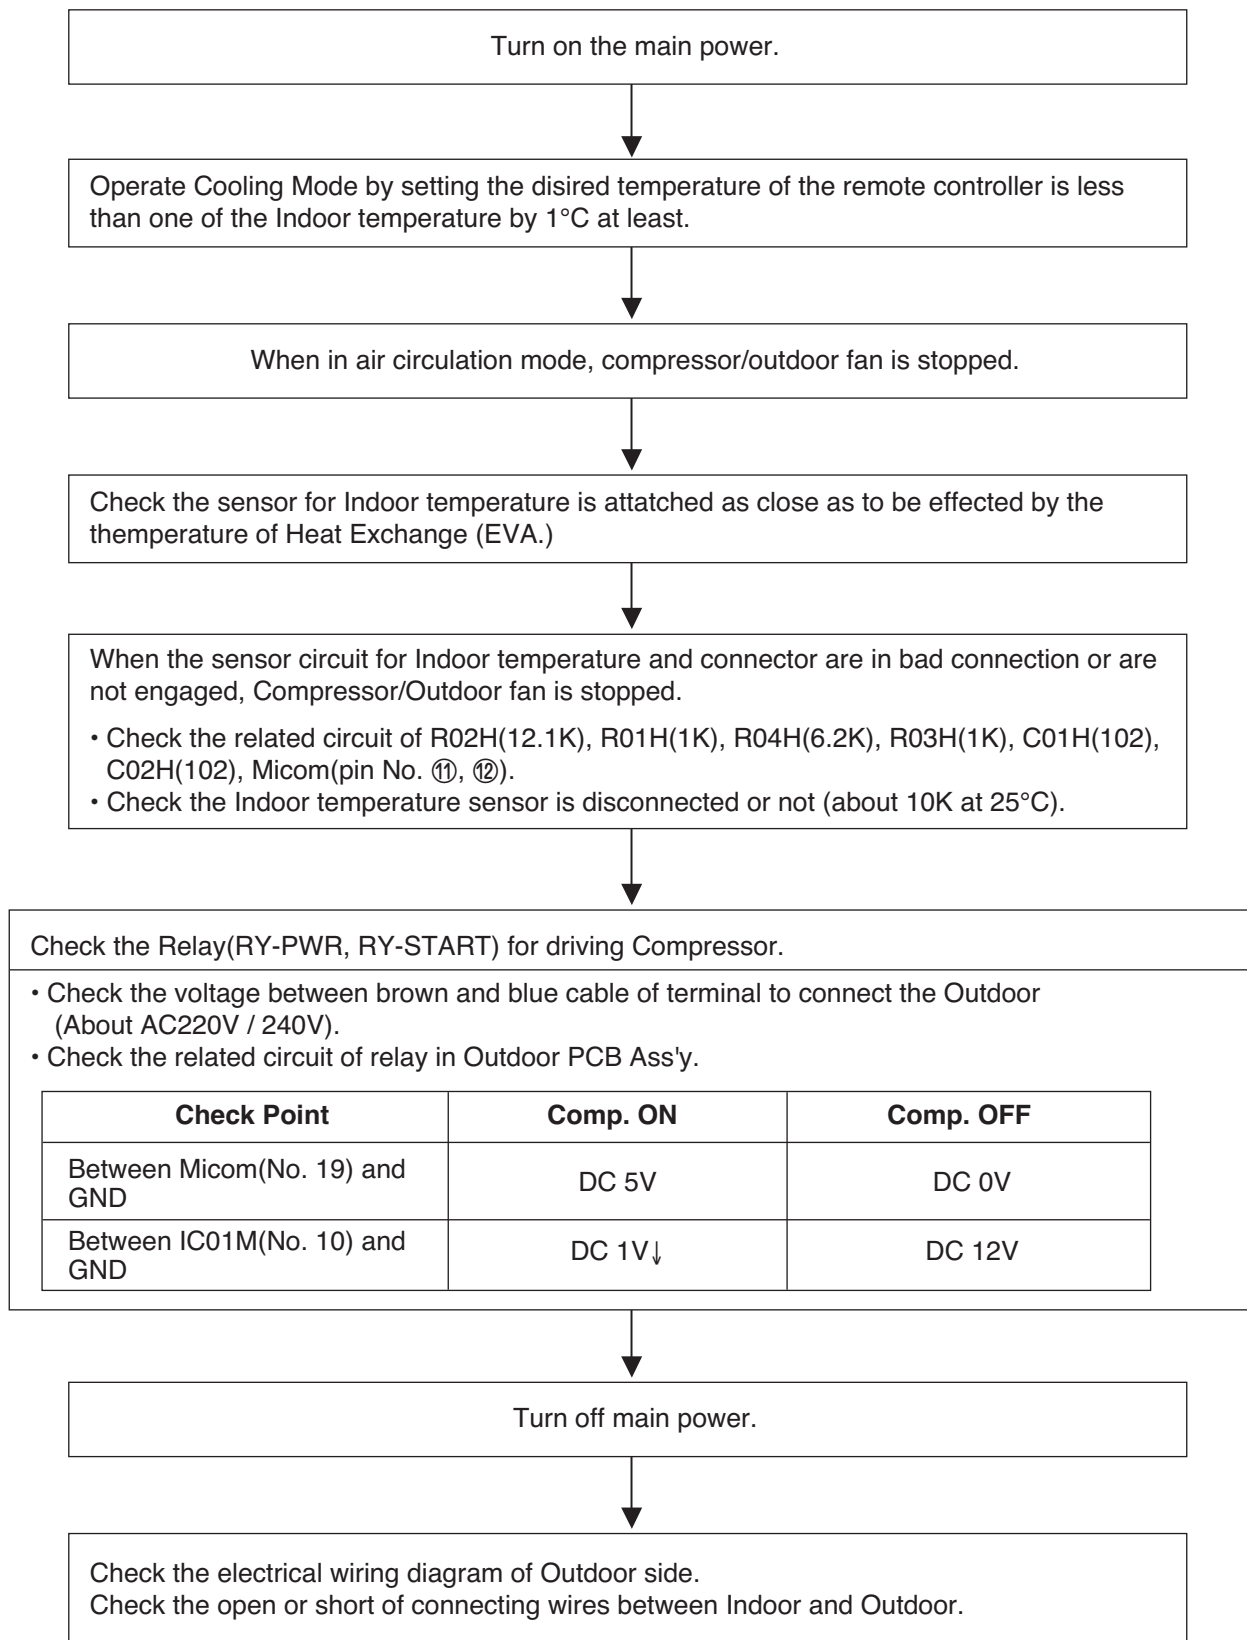 Turn on the main power.
Operate Cooling Mode by setting the disired temperature of the remote controller is less
than one of the Indoor temperature by 1°C at least.
When in air circulation mode, compressor/outdoor fan is stopped.
Check the sensor for Indoor temperature is attatched as close as to be effected by the
themperature of Heat Exchange (EVA.)
When the sensor circuit for Indoor temperature and connector are in bad connection or are
not engaged, Compressor/Outdoor fan is stopped.
• Check the related circuit of R02H(12.1K), R01H(1K), R04H(6.2K), R03H(1K), C01H(102),
C02H(102), Micom(pin No. ⑪, ⑫).
• Check the Indoor temperature sensor is disconnected or not (about 10K at 25°C).
Check the Relay(RY-PWR, RY-START) for driving Compressor.
• Check the voltage between brown and blue cable of terminal to connect the Outdoor
(About AC220V / 240V).
• Check the related circuit of relay in Outdoor PCB Ass'y.
Check Point Comp. ON Comp. OFF
Between Micom(No. 19) and
GND DC 5V DC 0V
Between IC01M(No. 10) and
GND DC 1V↓ DC 12V
Turn off main power.
Check the electrical wiring diagram of Outdoor side.
Check the open or short of connecting wires between Indoor and Outdoor.